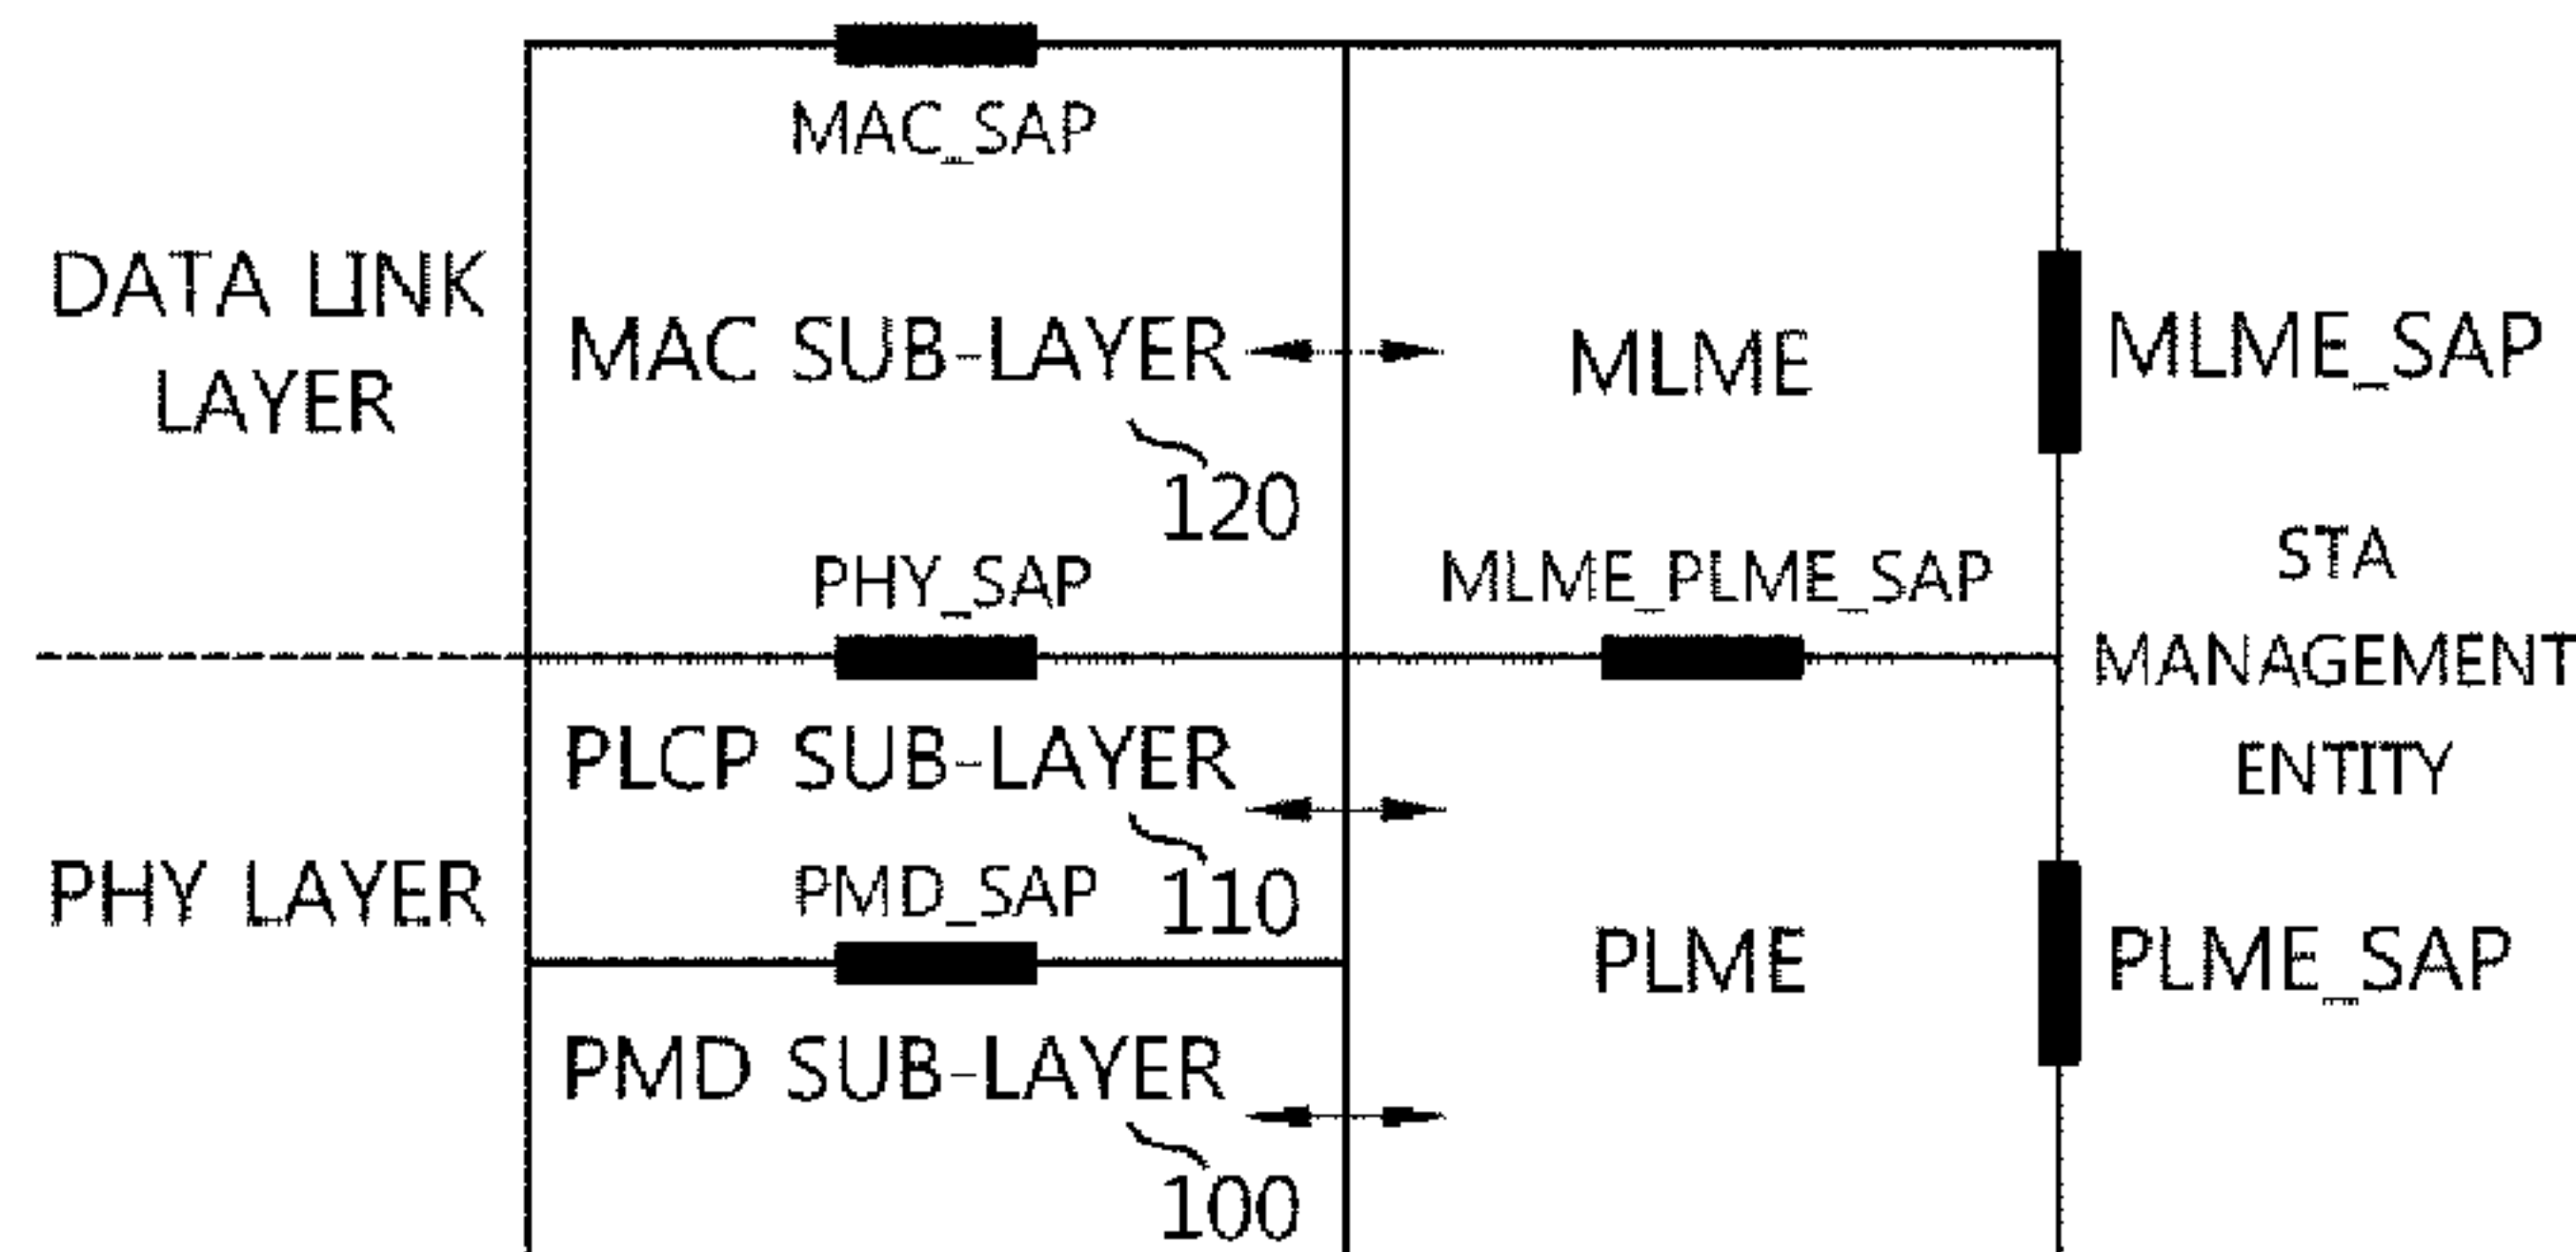 MAC_SAP
DATA LINK
LAYER
MAC SUB-LAYER
MLME
MLME_SAP
120
PHY_SAP
MLME_PLME_SAP
STA
MANAGEMENT
ENTITY
PLCP SUB-LAYER
110
PHY LAYER
PMD_SAP
PLME
PLME_SAP
PMD SUB-LAYER
100